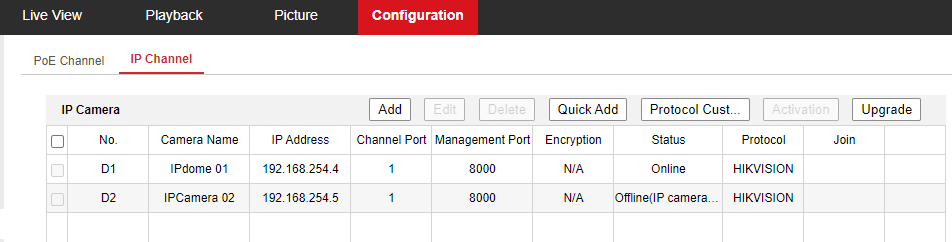 Live View Playback Picture Configuration
PoE Channel IP Channel
IP Camera Add Edit Delete Quick Add Protocol Cust... Activation Upgrade
No. Camera Name IP Address Channel Port Management Port Encryption Status Protocol Join
D1 IPdome 01 192.168.254.4 1 8000 N/A Online HIKVISION
D2 IPCamera 02 192.168.254.5 1 8000 N/A Offline(IP camera... HIKVISION